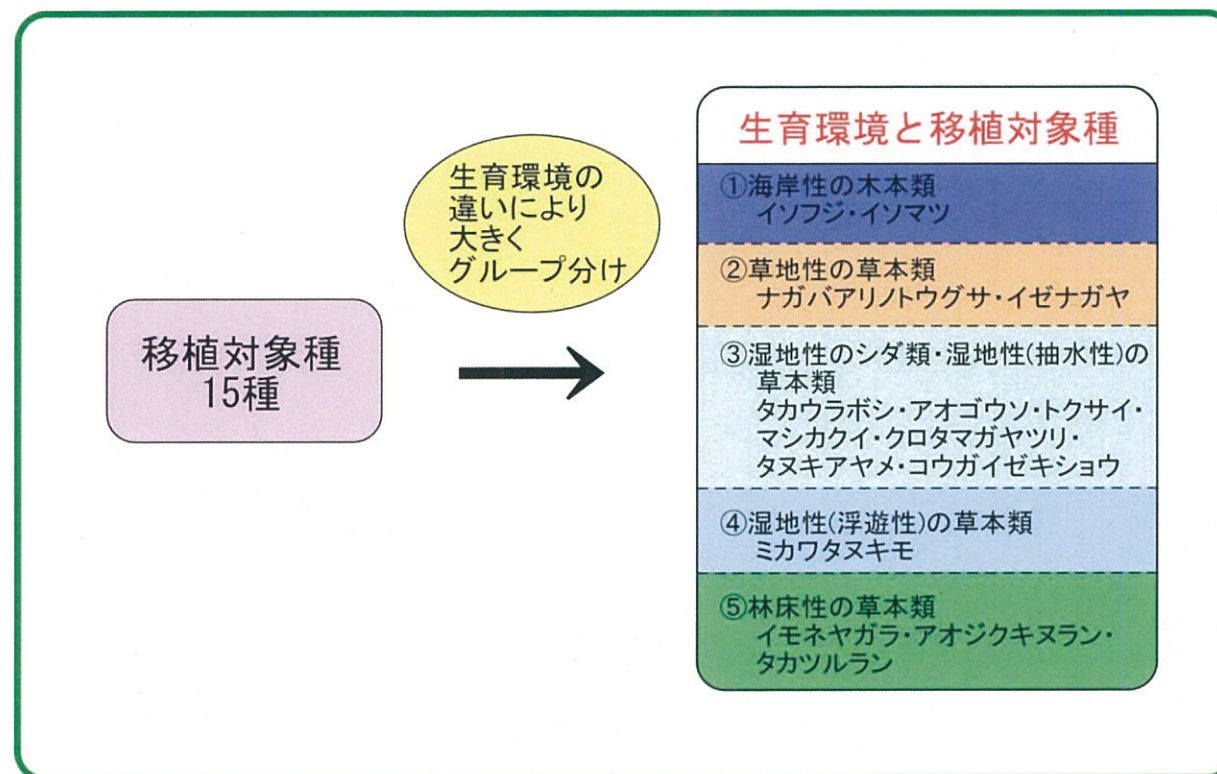 移植対象種
15種
生育環境の
違いにより
大きく
グループ分け
生育環境と移植対象種
①海岸性の木本類
イソフジ・イソマツ
②草地性の草本類
ナガバアリノトウグサ・イゼナガヤ
③湿地性のシダ類・湿地性(抽水性)の
草本類
タカウラボシ・アオゴウソ・トクサイ・
マシカクイ・クロタマガヤツリ・
タヌキアヤメ・コウガイゼキショウ
④湿地性(浮遊性)の草本類
ミカワタヌキモ
⑤林床性の草本類
イモネヤガラ・アオジクキヌラン・
タカツルラン